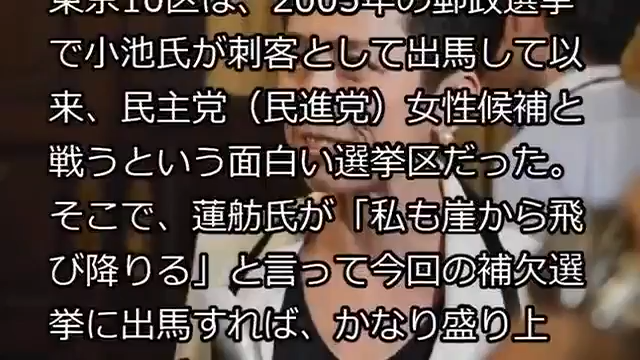 東京10区は、2005年の郵政選挙
で小池氏が刺客として出馬して以
来、民主党（民進党）女性候補と
戦うという面白い選挙区だった。
そこで、蓮舫氏が「私も崖から飛
び降りる」と言って今回の補欠選
挙に出馬すれば、かなり盛り上